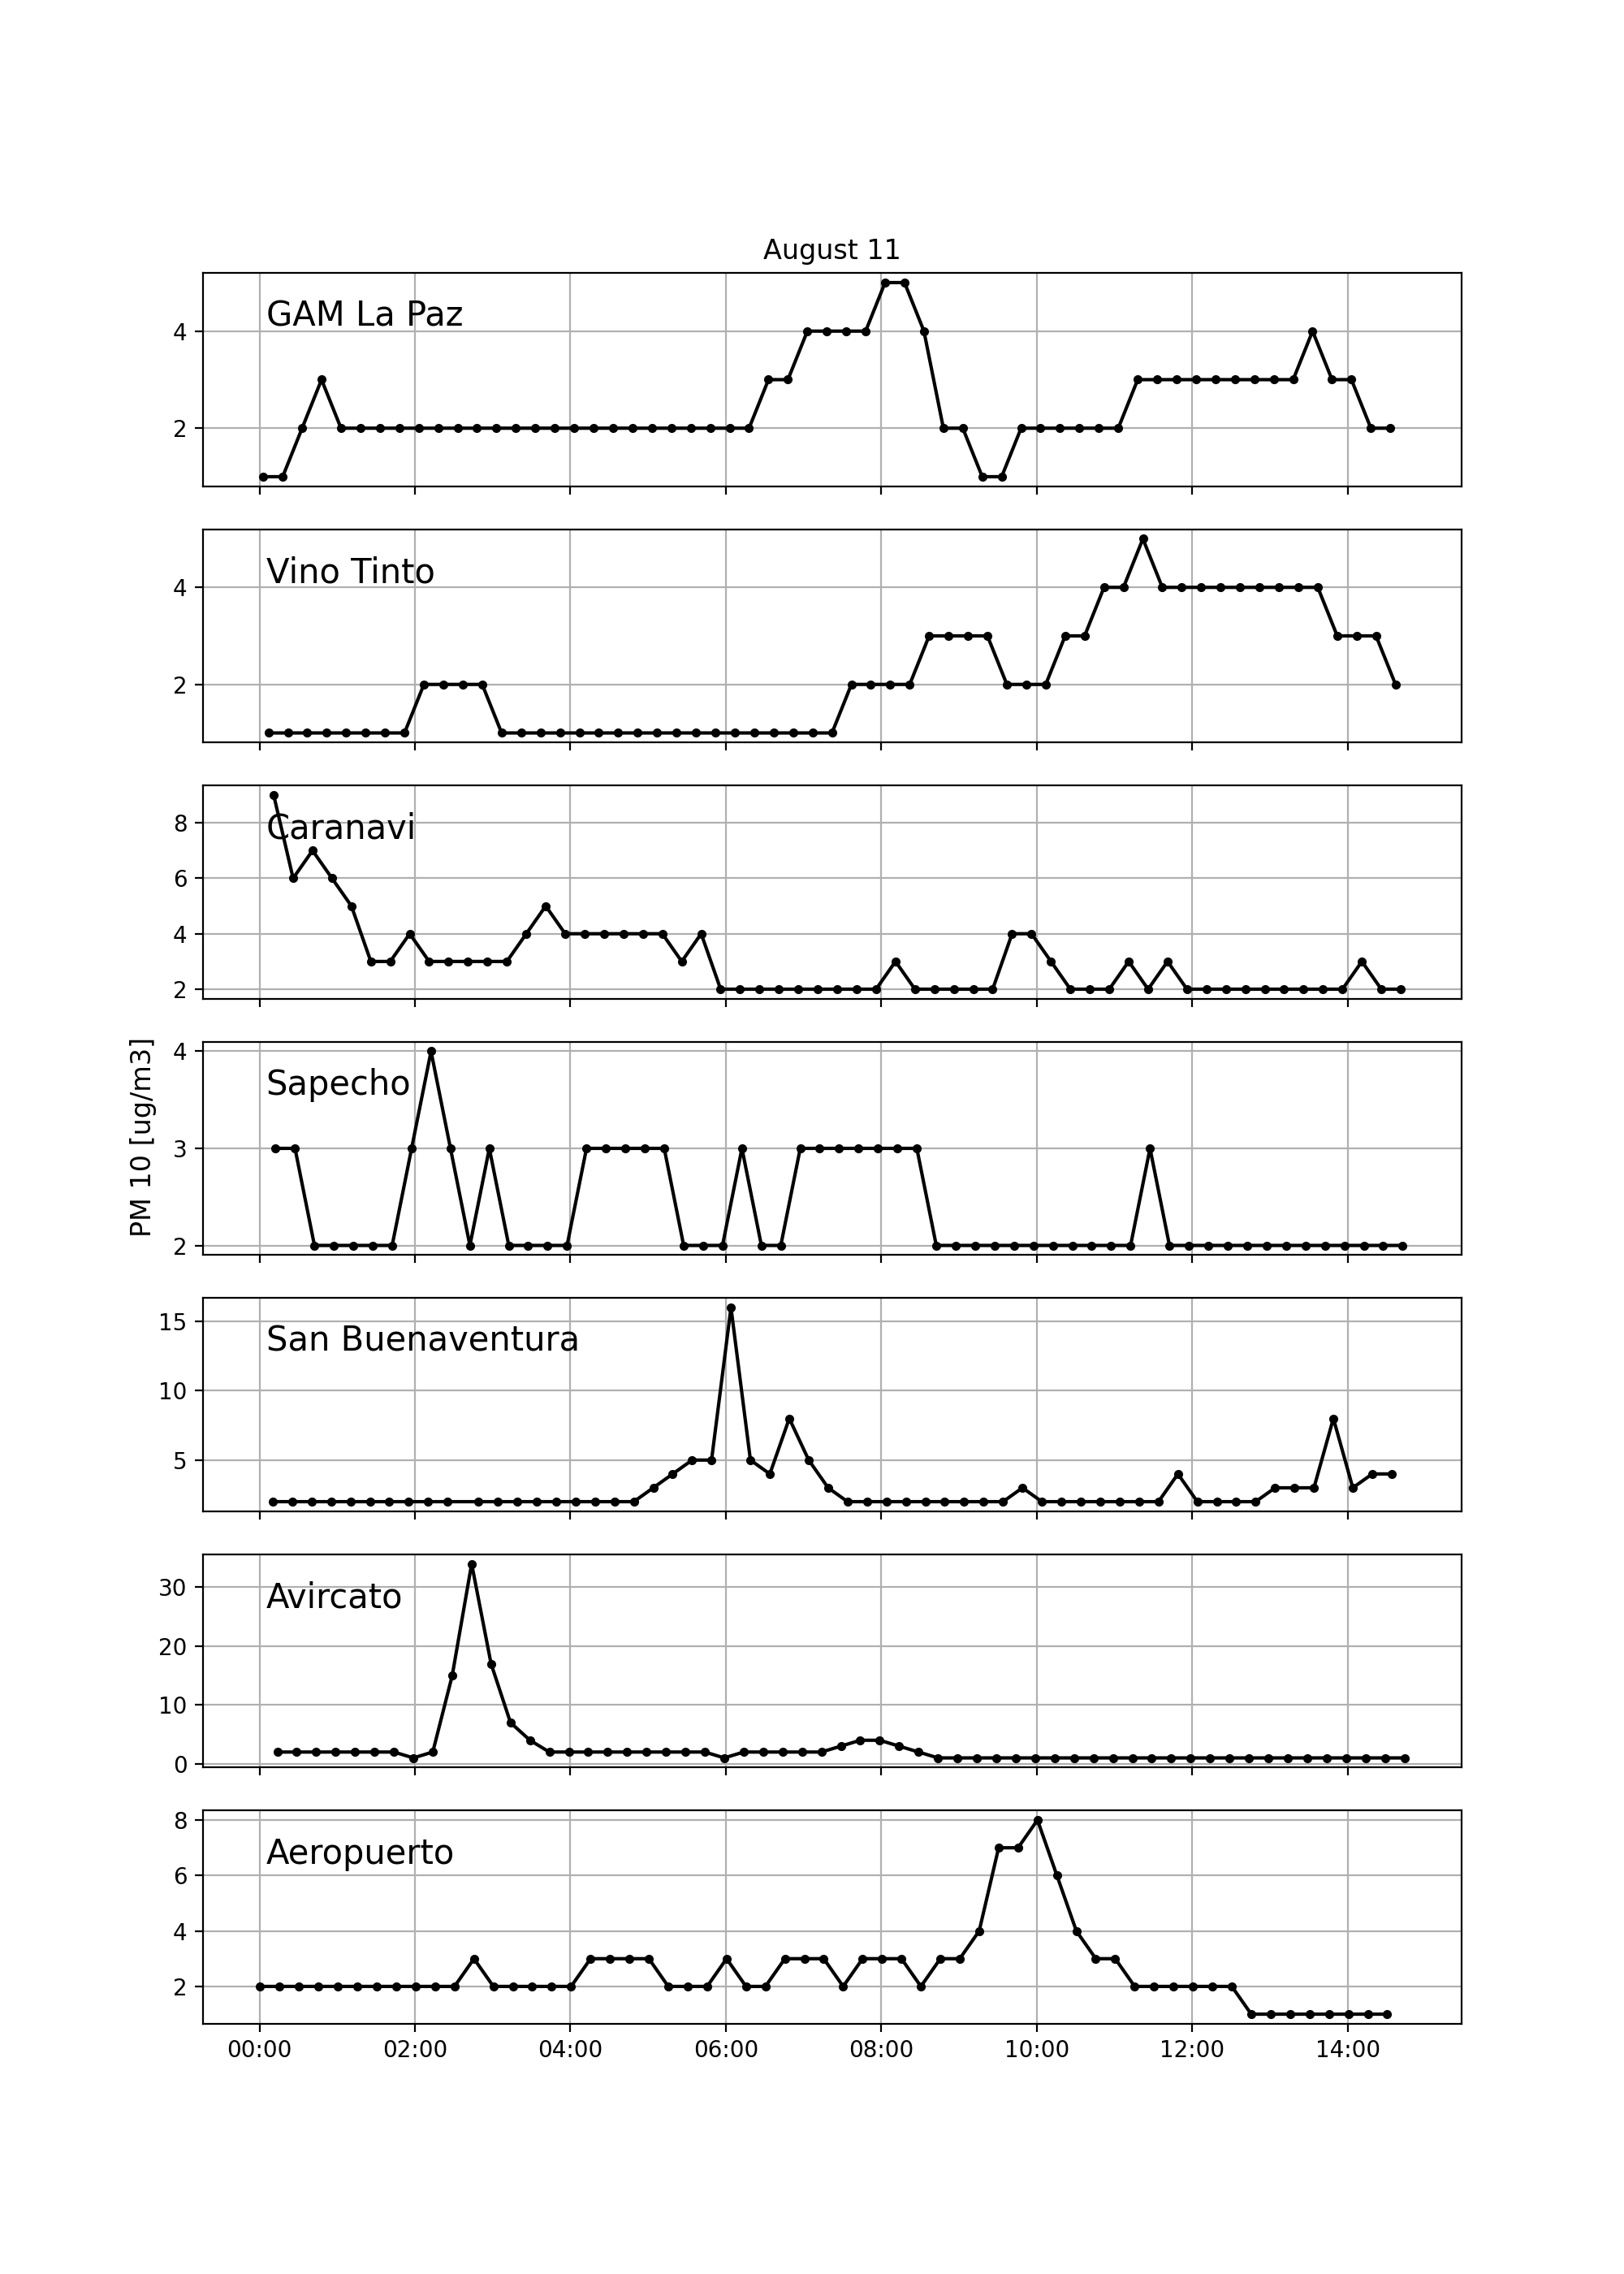 August 11
GAM La Paz
4
2
Vino Tinto
4
2
Caranavi
8
6
4
2
PM 10 [ug/m3]
Sapecho
4
3
2
San Buenaventura
15
10
5
Avircato
30
20
10
0
Aeropuerto
8
6
4
2
00:00 02:00 04:00 06:00 08:00 10:00 12:00 14:00